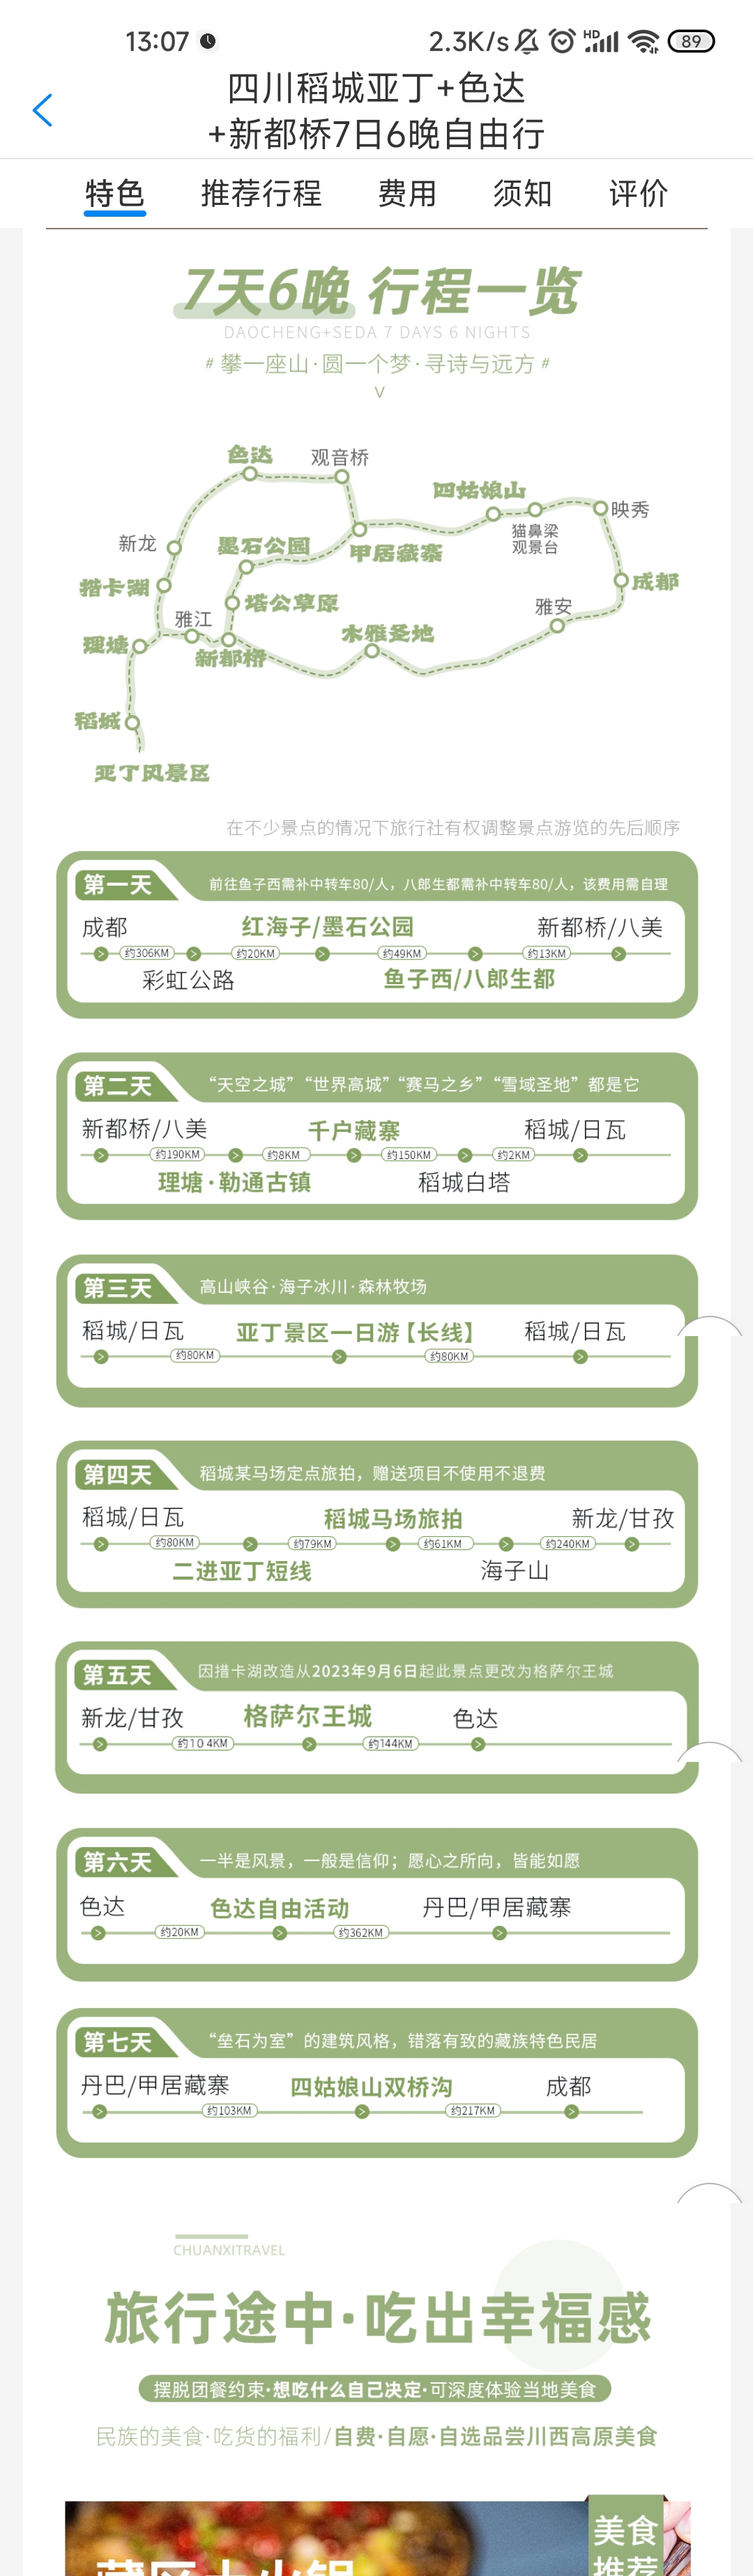 13:07
2.3K/s HD 89
四川稻城亚丁+色达
+新都桥7日6晚自由行
特色 推荐行程 费用 须知 评价
7天6晚 行程一览
DAOCHENG+SEDA 7 DAYS 6 NIGHTS
# 攀一座山·圆一个梦·寻诗与远方 #
色达
观音桥
四姑娘山
映秀
猫鼻梁
观景台
新龙
墨石公园
甲居藏寨
措卡湖
塔公草原
成都
雅江
雅安
理塘
新都桥
木雅圣地
稻城
亚丁风景区
在不少景点的情况下旅行社有权调整景点游览的先后顺序
第一天 前往鱼子西需补中转车80/人，八郎生都需补中转车80/人，该费用需自理
成都 红海子/墨石公园 新都桥/八美
约306KM 约20KM 约49KM 约13KM
彩虹公路 鱼子西/八郎生都
第二天 “天空之城”“世界高城”“赛马之乡”“雪域圣地”都是它
新都桥/八美 千户藏寨 稻城/日瓦
约190KM 约8KM 约150KM 约2KM
理塘·勒通古镇 稻城白塔
第三天 高山峡谷·海子冰川·森林牧场
稻城/日瓦 亚丁景区一日游【长线】 稻城/日瓦
约80KM 约80KM
第四天 稻城某马场定点旅拍，赠送项目不使用不退费
稻城/日瓦 稻城马场旅拍 新龙/甘孜
约80KM 约79KM 约61KM 约240KM
二进亚丁短线 海子山
第五天 因措卡湖改造从2023年9月6日起此景点更改为格萨尔王城
新龙/甘孜 格萨尔王城 色达
约104KM 约144KM
第六天 一半是风景，一般是信仰；愿心之所向，皆能如愿
色达 色达自由活动 丹巴/甲居藏寨
约20KM 约362KM
第七天 “垒石为室”的建筑风格，错落有致的藏族特色民居
丹巴/甲居藏寨 四姑娘山双桥沟 成都
约103KM 约217KM
CHUANXITRAVEL
旅行途中·吃出幸福感
摆脱团餐约束·想吃什么自己决定·可深度体验当地美食
民族的美食·吃货的福利/自费·自愿·自选品尝川西高原美食
美食
推荐